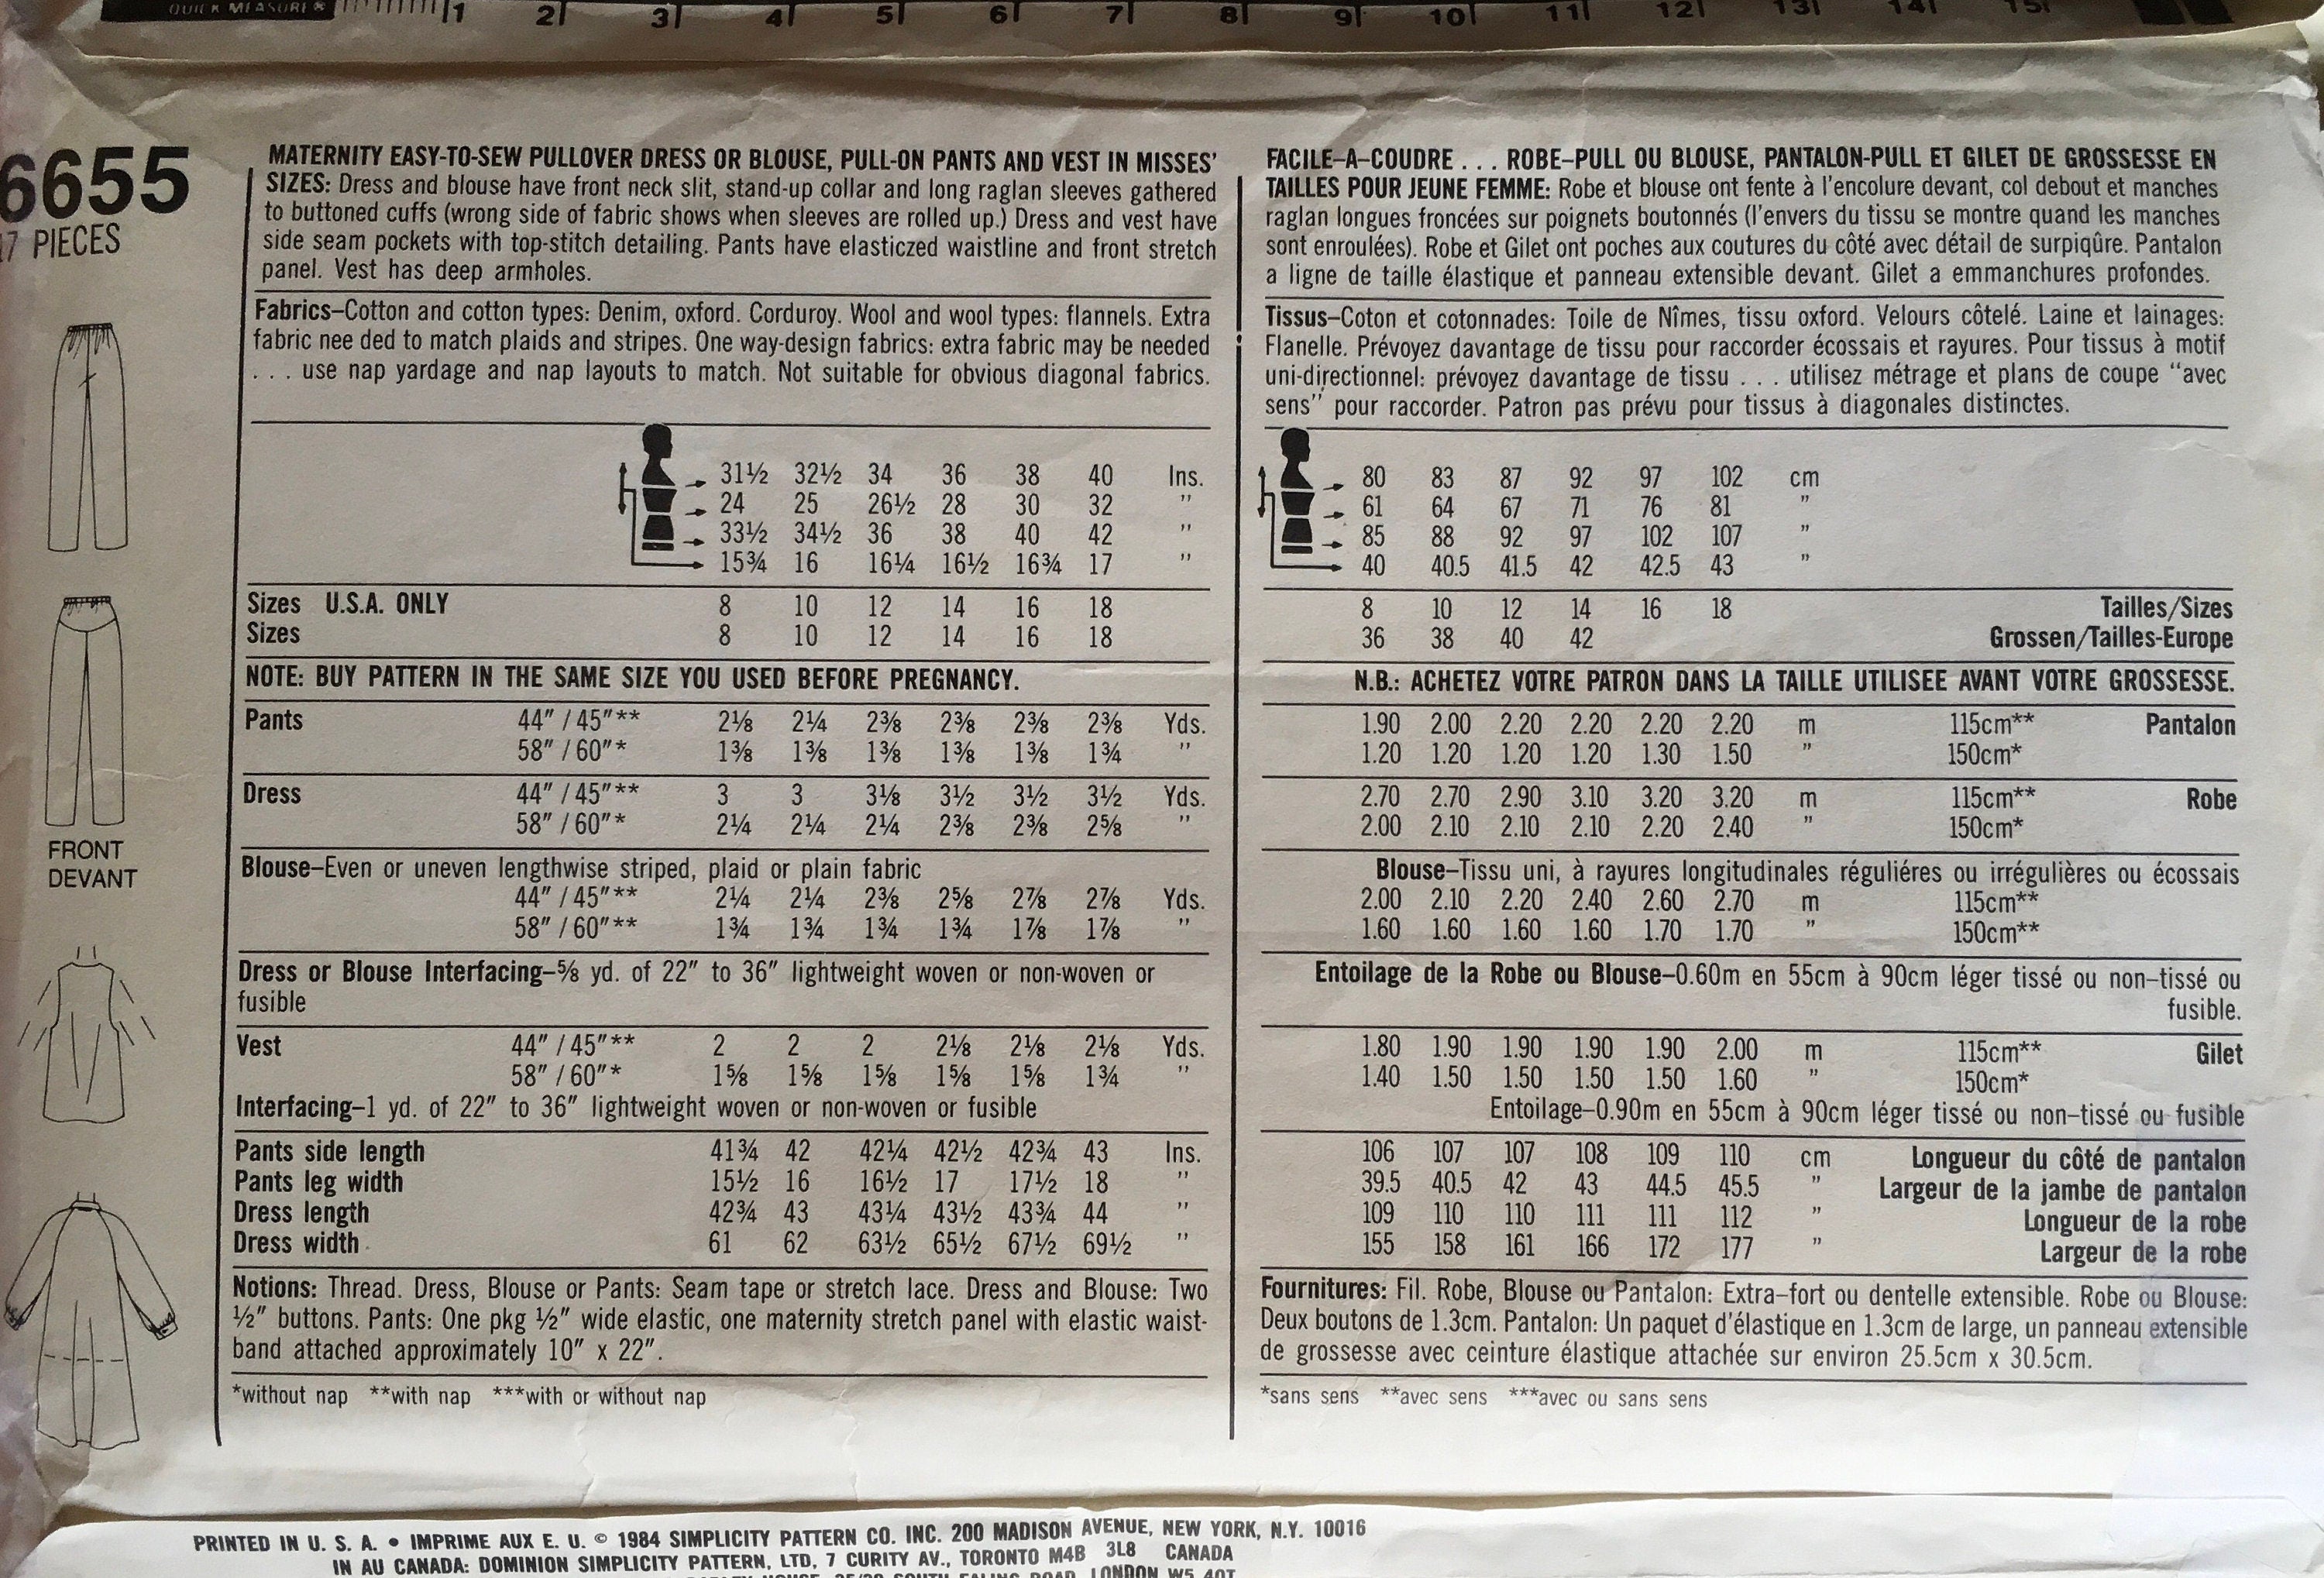 QUICK MEASURE®
1 2 3 4 5 6 7 8 9 10 11 12 13 14 15
6655
17 PIECES
FRONT
DEVANT
MATERNITY EASY-TO-SEW PULLOVER DRESS OR BLOUSE, PULL-ON PANTS AND VEST IN MISSES'
SIZES: Dress and blouse have front neck slit, stand-up collar and long raglan sleeves gathered
to buttoned cuffs (wrong side of fabric shows when sleeves are rolled up.) Dress and vest have
side seam pockets with top-stitch detailing. Pants have elasticzed waistline and front stretch
panel. Vest has deep armholes.
Fabrics–Cotton and cotton types: Denim, oxford. Corduroy. Wool and wool types: flannels. Extra
fabric nee ded to match plaids and stripes. One way-design fabrics: extra fabric may be needed
. . . use nap yardage and nap layouts to match. Not suitable for obvious diagonal fabrics.
31½ 32½ 34 36 38 40 Ins.
24 25 26½ 28 30 32 ”
33½ 34½ 36 38 40 42 ”
15¾ 16 16¼ 16½ 16¾ 17 ”
Sizes U.S.A. ONLY 8 10 12 14 16 18
Sizes 8 10 12 14 16 18
NOTE: BUY PATTERN IN THE SAME SIZE YOU USED BEFORE PREGNANCY.
Pants 44″ / 45″** 2⅛ 2¼ 2⅜ 2⅜ 2⅜ 2⅜ Yds.
58″ / 60″* 1⅜ 1⅜ 1⅜ 1⅜ 1⅜ 1¾ ”
Dress 44″ / 45″** 3 3 3⅛ 3½ 3½ 3½ Yds.
58″ / 60″* 2¼ 2¼ 2¼ 2⅜ 2⅜ 2⅝ ”
Blouse–Even or uneven lengthwise striped, plaid or plain fabric
44″ / 45″** 2¼ 2¼ 2⅜ 2⅝ 2⅞ 2⅞ Yds.
58″ / 60″** 1¾ 1¾ 1¾ 1¾ 1⅞ 1⅞ ”
Dress or Blouse Interfacing–⅝ yd. of 22″ to 36″ lightweight woven or non-woven or
fusible
Vest 44″ / 45″** 2 2 2 2⅛ 2⅛ 2⅛ Yds.
58″ / 60″* 1⅝ 1⅝ 1⅝ 1⅝ 1⅝ 1¾ ”
Interfacing–1 yd. of 22″ to 36″ lightweight woven or non-woven or fusible
Pants side length 41¾ 42 42¼ 42½ 42¾ 43 Ins.
Pants leg width 15½ 16 16½ 17 17½ 18 ”
Dress length 42¾ 43 43¼ 43½ 43¾ 44 ”
Dress width 61 62 63½ 65½ 67½ 69½ ”
Notions: Thread. Dress, Blouse or Pants: Seam tape or stretch lace. Dress and Blouse: Two
½″ buttons. Pants: One pkg ½″ wide elastic, one maternity stretch panel with elastic waist-
band attached approximately 10″ x 22″.
*without nap **with nap ***with or without nap
FACILE–A–COUDRE . . . ROBE–PULL OU BLOUSE, PANTALON-PULL ET GILET DE GROSSESSE EN
TAILLES POUR JEUNE FEMME: Robe et blouse ont fente à l'encolure devant, col debout et manches
raglan longues froncées sur poignets boutonnés (l'envers du tissu se montre quand les manches
sont enroulées). Robe et Gilet ont poches aux coutures du côté avec détail de surpiqûre. Pantalon
a ligne de taille élastique et panneau extensible devant. Gilet a emmanchures profondes.
Tissus–Coton et cotonnades: Toile de Nîmes, tissu oxford. Velours côtelé. Laine et lainages:
Flanelle. Prévoyez davantage de tissu pour raccorder écossais et rayures. Pour tissus à motif
uni-directionnel: prévoyez davantage de tissu . . . utilisez métrage et plans de coupe “avec
sens” pour raccorder. Patron pas prévu pour tissus à diagonales distinctes.
80 83 87 92 97 102 cm
61 64 67 71 76 81 ”
85 88 92 97 102 107 ”
40 40.5 41.5 42 42.5 43 ”
8 10 12 14 16 18 Tailles/Sizes
36 38 40 42 Grossen/Tailles-Europe
N.B.: ACHETEZ VOTRE PATRON DANS LA TAILLE UTILISEE AVANT VOTRE GROSSESSE.
1.90 2.00 2.20 2.20 2.20 2.20 m 115cm** Pantalon
1.20 1.20 1.20 1.20 1.30 1.50 ” 150cm*
2.70 2.70 2.90 3.10 3.20 3.20 m 115cm** Robe
2.00 2.10 2.10 2.10 2.20 2.40 ” 150cm*
Blouse–Tissu uni, à rayures longitudinales réguliéres ou irrégulières ou écossais
2.00 2.10 2.20 2.40 2.60 2.70 m 115cm**
1.60 1.60 1.60 1.60 1.70 1.70 ” 150cm**
Entoilage de la Robe ou Blouse–0.60m en 55cm à 90cm léger tissé ou non–tissé ou
fusible.
1.80 1.90 1.90 1.90 1.90 2.00 m 115cm** Gilet
1.40 1.50 1.50 1.50 1.50 1.60 ” 150cm*
Entoilage–0.90m en 55cm à 90cm léger tissé ou non–tissé ou fusible
106 107 107 108 109 110 cm Longueur du côté de pantalon
39.5 40.5 42 43 44.5 45.5 ” Largeur de la jambe de pantalon
109 110 110 111 111 112 ” Longueur de la robe
155 158 161 166 172 177 ” Largeur de la robe
Fournitures: Fil. Robe, Blouse ou Pantalon: Extra–fort ou dentelle extensible. Robe ou Blouse:
Deux boutons de 1.3cm. Pantalon: Un paquet d'élastique en 1.3cm de large, un panneau extensible
de grossesse avec ceinture élastique attachée sur environ 25.5cm x 30.5cm.
*sans sens **avec sens ***avec ou sans sens
PRINTED IN U. S. A. • IMPRIME AUX E. U. © 1984 SIMPLICITY PATTERN CO. INC. 200 MADISON AVENUE, NEW YORK, N.Y. 10016
IN AU CANADA: DOMINION SIMPLICITY PATTERN, LTD, 7 CURITY AV., TORONTO M4B 3L8 CANADA
SOUTH EALING ROAD, LONDON W5 4QT